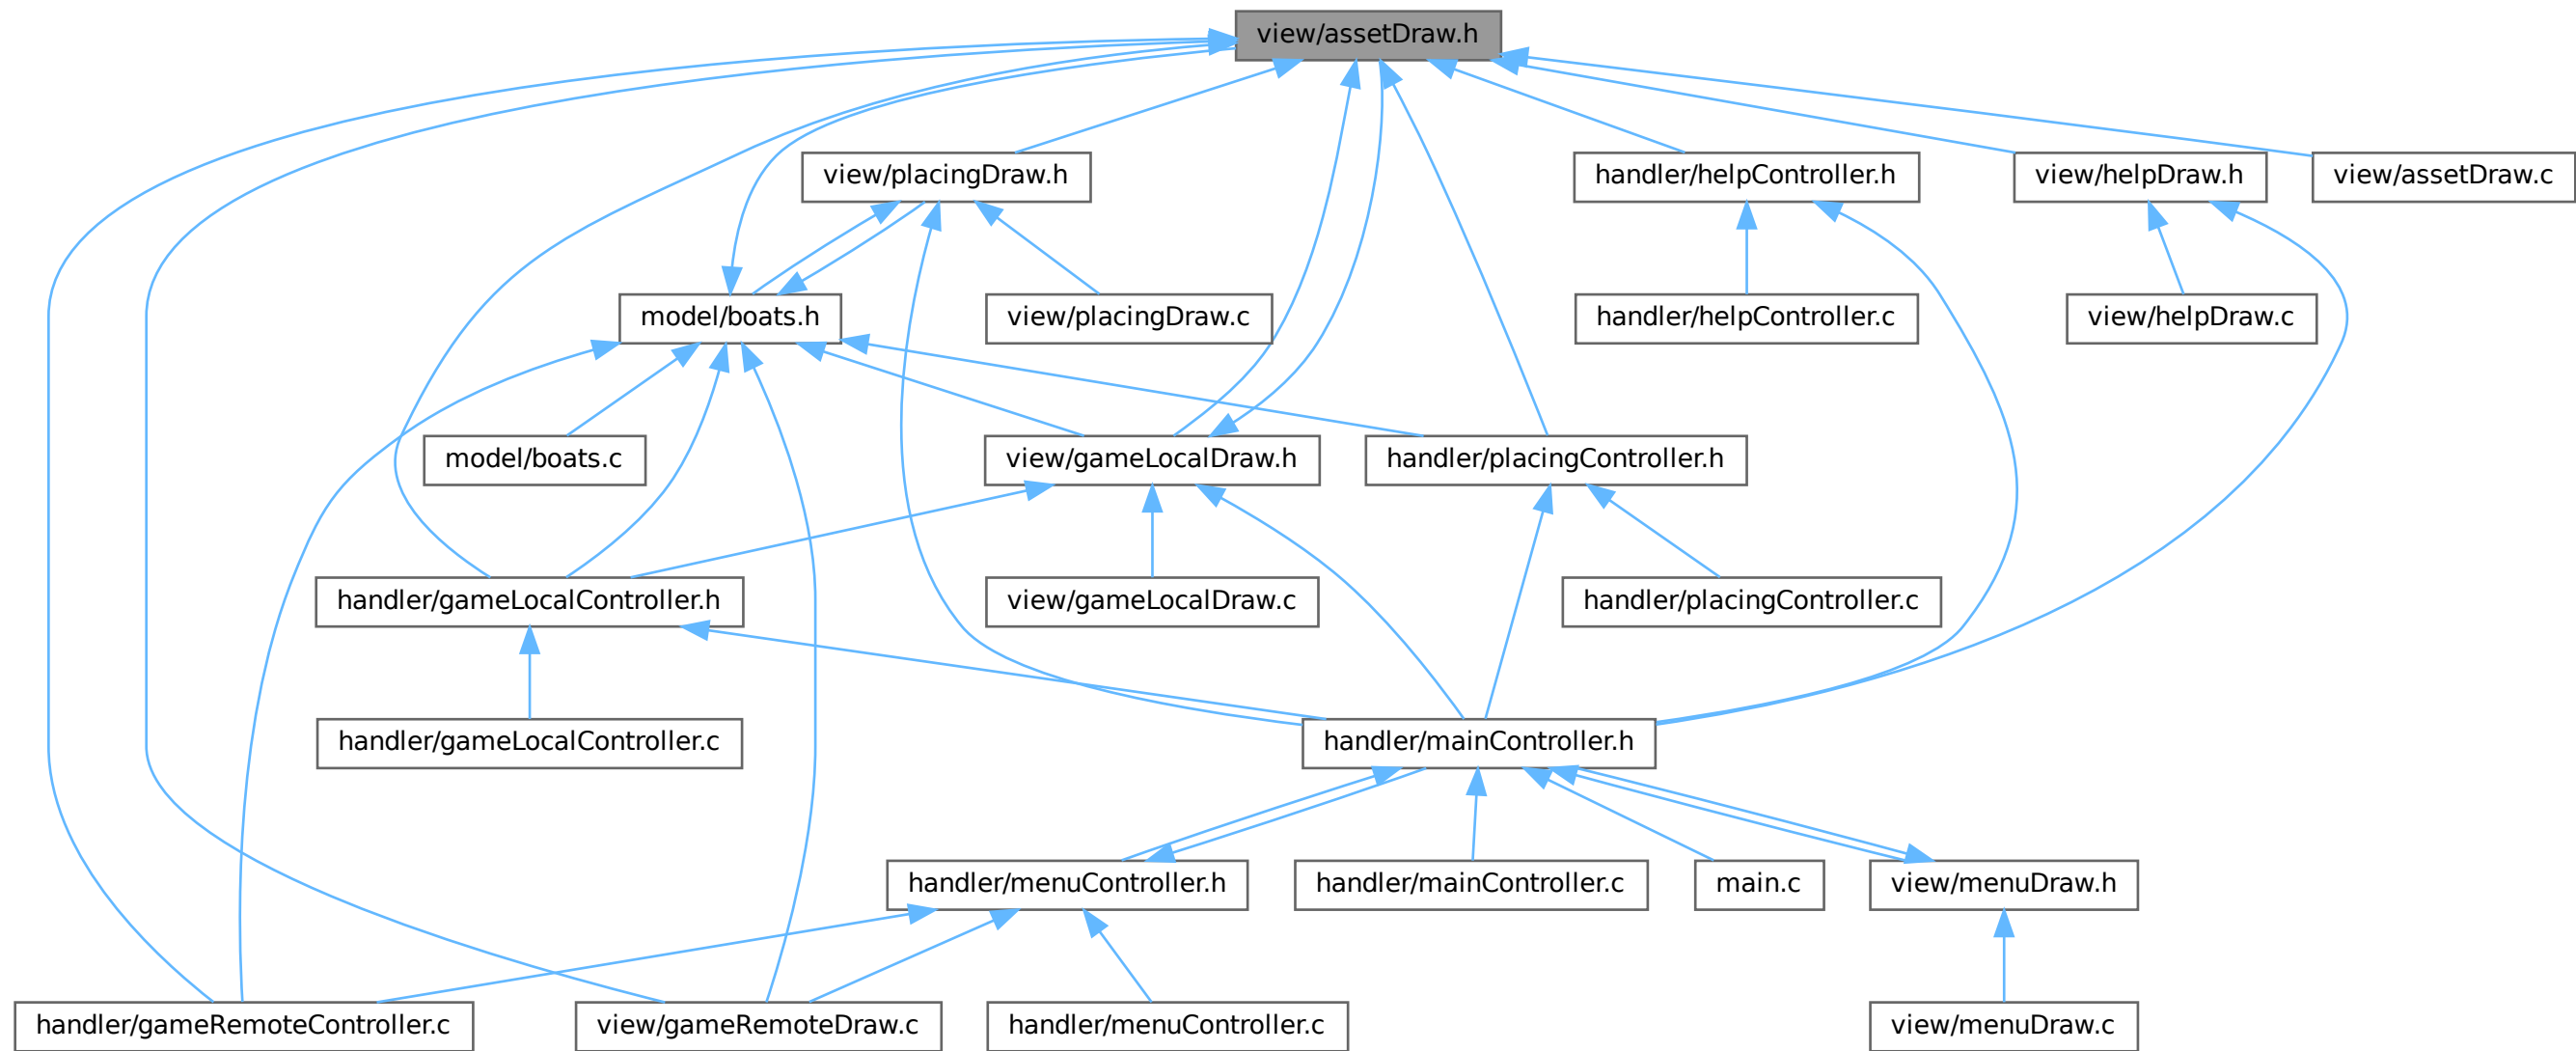 view/assetDraw.h
view/placingDraw.h
handler/helpController.h
view/helpDraw.h
view/assetDraw.c
model/boats.h
view/placingDraw.c
handler/helpController.c
view/helpDraw.c
model/boats.c
view/gameLocalDraw.h
handler/placingController.h
handler/gameLocalController.h
view/gameLocalDraw.c
handler/placingController.c
handler/gameLocalController.c
handler/mainController.h
handler/menuController.h
handler/mainController.c
main.c
view/menuDraw.h
handler/gameRemoteController.c
view/gameRemoteDraw.c
handler/menuController.c
view/menuDraw.c